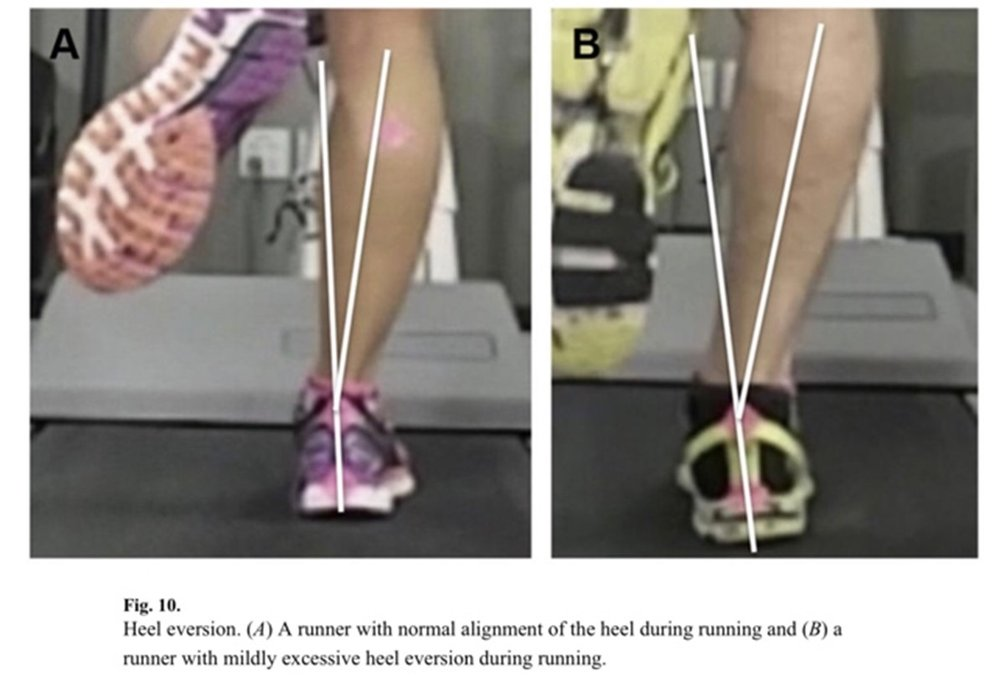 A
B
Fig. 10.
Heel eversion. (A) A runner with normal alignment of the heel during running and (B) a
runner with mildly excessive heel eversion during running.